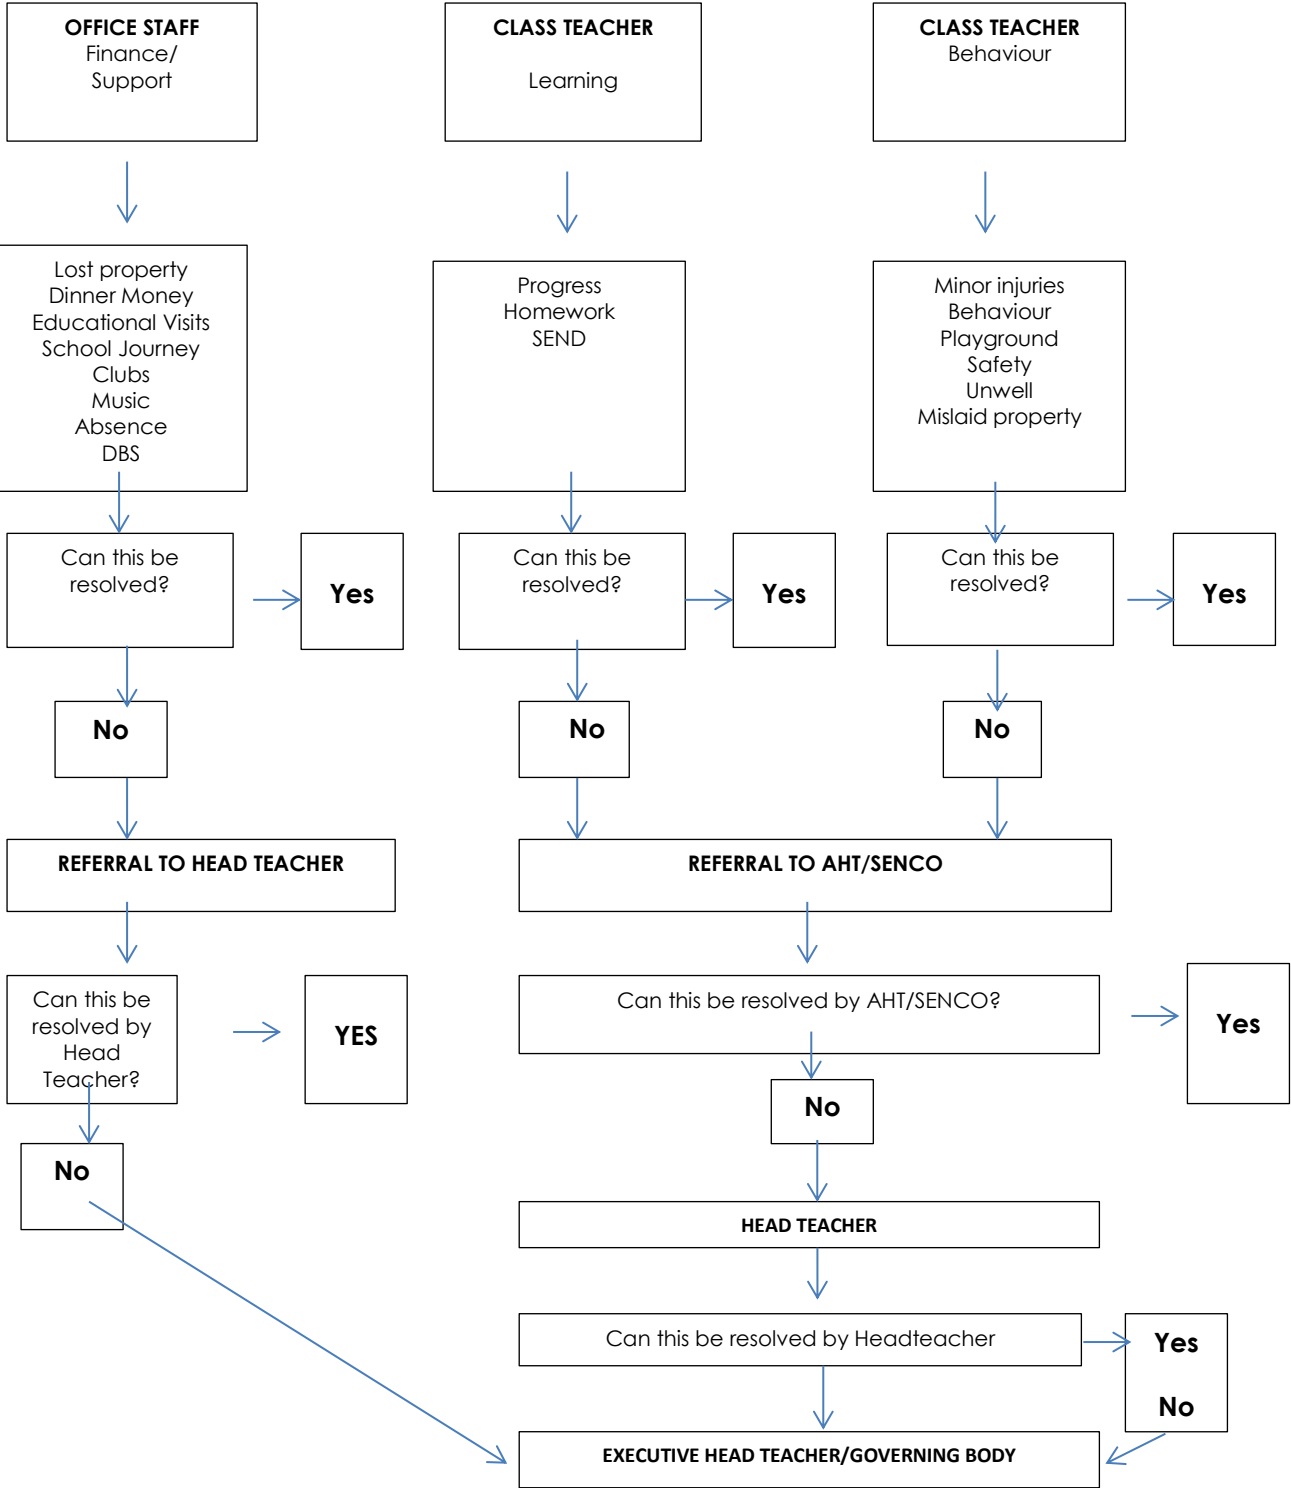 OFFICE STAFF
Finance/
Support
CLASS TEACHER
Learning
CLASS TEACHER
Behaviour
Lost property
Dinner Money
Educational Visits
School Journey
Clubs
Music
Absence
DBS
Progress
Homework
SEND
Minor injuries
Behaviour
Playground
Safety
Unwell
Mislaid property
Can this be
resolved?
Yes
Can this be
resolved?
Yes
Can this be
resolved?
Yes
No
No
No
REFERRAL TO HEAD TEACHER
REFERRAL TO AHT/SENCO
Can this be
resolved by
Head
Teacher?
YES
Can this be resolved by AHT/SENCO?
Yes
No
No
HEAD TEACHER
Can this be resolved by Headteacher
Yes
No
EXECUTIVE HEAD TEACHER/GOVERNING BODY